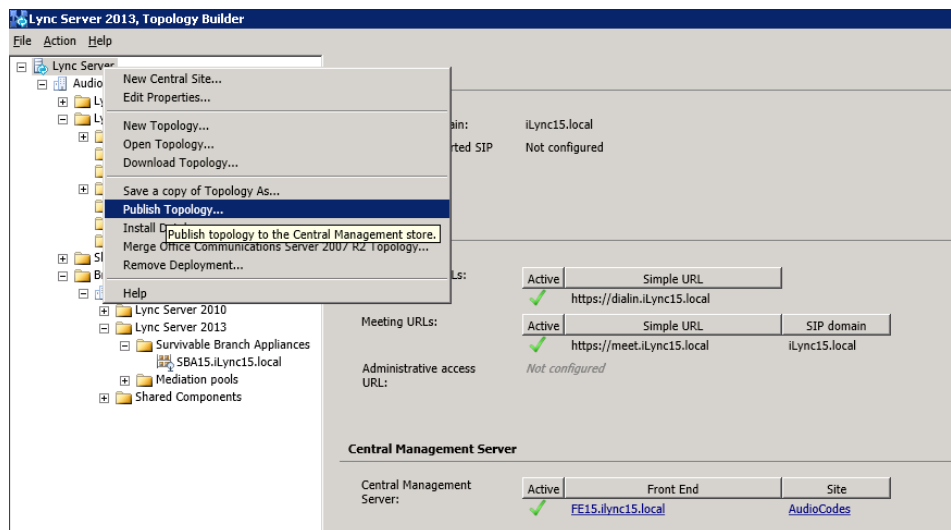 Lync Server 2013, Topology Builder
File Action Help
Lync Server
Audio
New Central Site...
Edit Properties...
New Topology...
Open Topology...
Download Topology...
Save a copy of Topology As...
Publish Topology...
Install
Publish topology to the Central Management store.
Merge Office Communications Server 2007 R2 Topology...
Remove Deployment...
Help
Lync Server 2010
Lync Server 2013
Survivable Branch Appliances
SBA15.iLync15.local
Mediation pools
Shared Components
ain: iLync15.local
rted SIP Not configured
Ls: Active Simple URL
https://dialin.iLync15.local
Meeting URLs: Active Simple URL SIP domain
https://meet.iLync15.local iLync15.local
Administrative access Not configured
URL:
Central Management Server
Central Management Active Front End Site
Server: FE15.ilync15.local AudioCodes